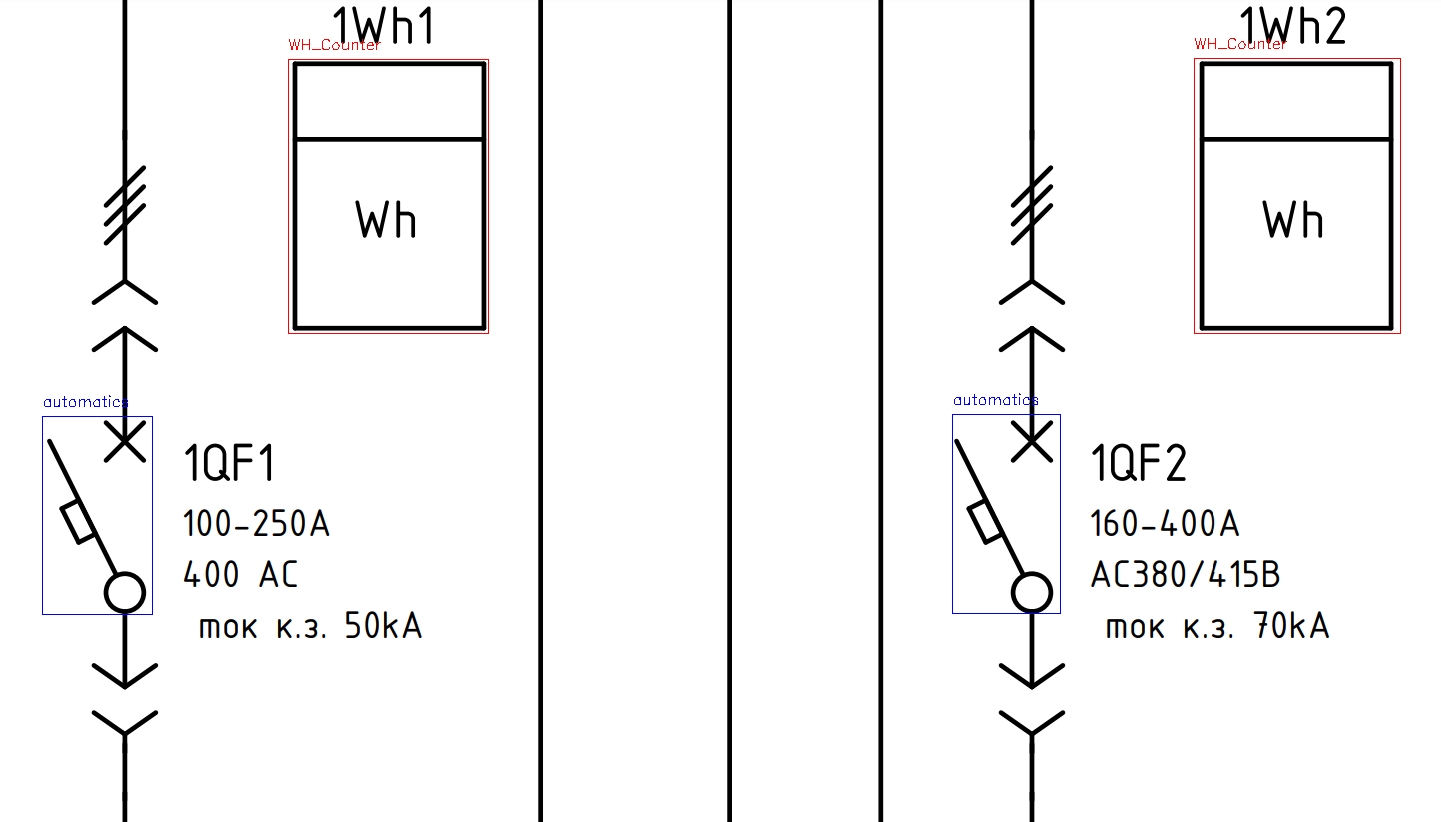 1Wh1
WH_Counter
Wh
automatics
1QF1
100-250A
400 AC
ток к.з. 50kA
1Wh2
WH_Counter
Wh
automatics
1QF2
160-400A
AC380/415В
ток к.з. 70kA